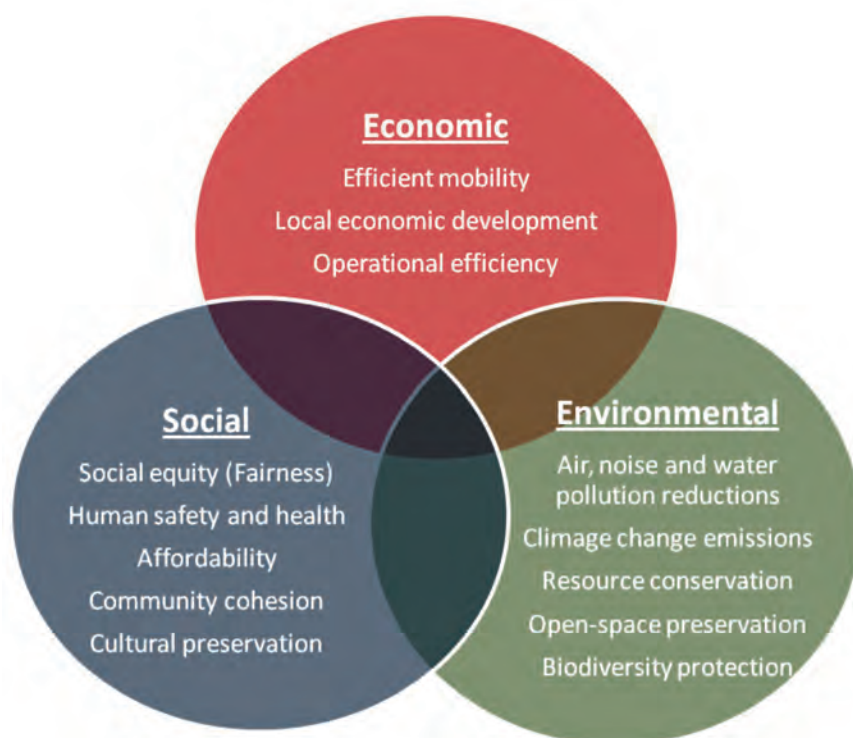 Economic
Efficient mobility
Local economic development
Operational efficiency
Social
Social equity (Fairness)
Human safety and health
Affordability
Community cohesion
Cultural preservation
Environmental
Air, noise and water
pollution reductions
Climage change emissions
Resource conservation
Open-space preservation
Biodiversity protection